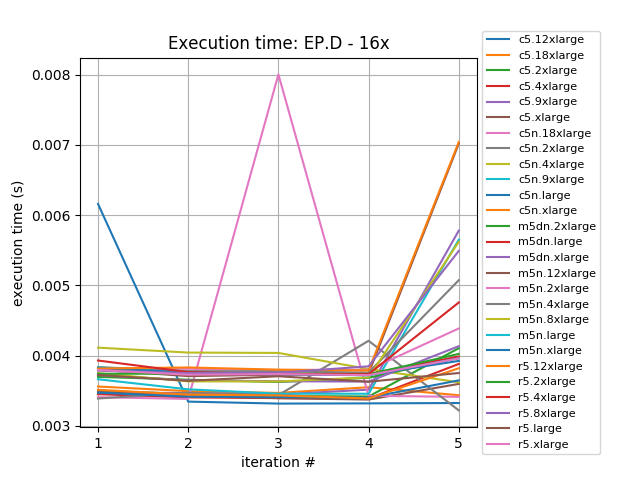 Execution time: EP.D - 16x
execution time (s)
0.008
0.007
0.006
0.005
0.004
0.003
1 2 3 4 5
iteration #
c5.12xlarge
c5.18xlarge
c5.2xlarge
c5.4xlarge
c5.9xlarge
c5.xlarge
c5n.18xlarge
c5n.2xlarge
c5n.4xlarge
c5n.9xlarge
c5n.large
c5n.xlarge
m5dn.2xlarge
m5dn.large
m5dn.xlarge
m5n.12xlarge
m5n.2xlarge
m5n.4xlarge
m5n.8xlarge
m5n.large
m5n.xlarge
r5.12xlarge
r5.2xlarge
r5.4xlarge
r5.8xlarge
r5.large
r5.xlarge